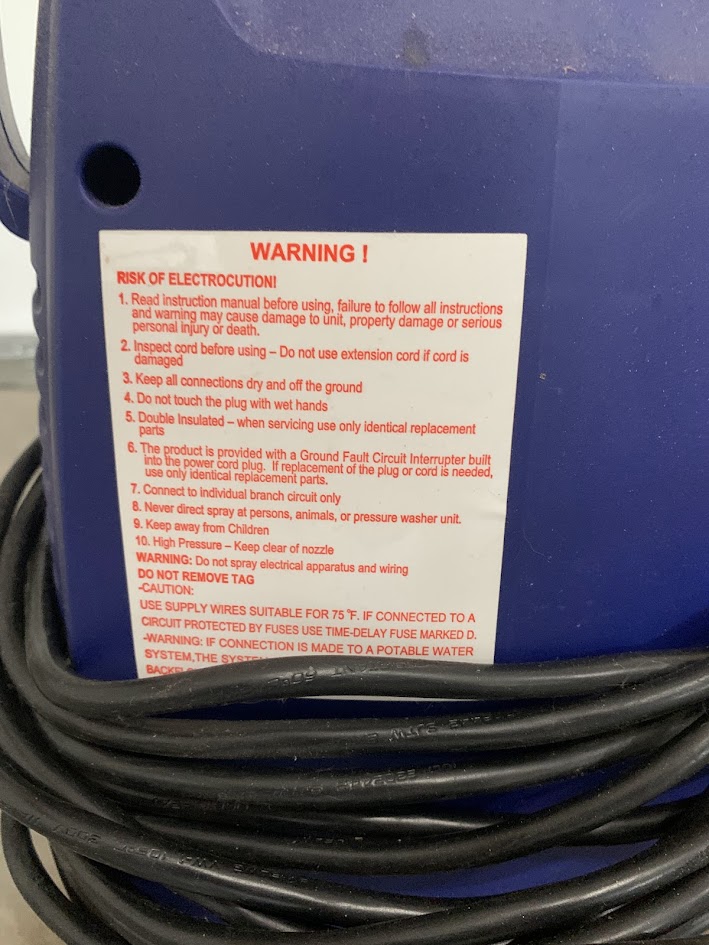 WARNING !
RISK OF ELECTROCUTION!
1. Read instruction manual before using, failure to follow all instructions
and warning may cause damage to unit, property damage or serious
personal injury or death.
2. Inspect cord before using – Do not use extension cord if cord is
damaged
3. Keep all connections dry and off the ground
4. Do not touch the plug with wet hands
5. Double Insulated – when servicing use only identical replacement
parts
6. The product is provided with a Ground Fault Circuit Interrupter built
into the power cord plug. If replacement of the plug or cord is needed,
use only identical replacement parts.
7. Connect to Individual branch circuit only
8. Never direct spray at persons, animals, or pressure washer unit.
9. Keep away from Children
10. High Pressure – Keep clear of nozzle
WARNING: Do not spray electrical apparatus and wiring
DO NOT REMOVE TAG
-CAUTION:
USE SUPPLY WIRES SUITABLE FOR 75 °F. IF CONNECTED TO A
CIRCUIT PROTECTED BY FUSES USE TIME-DELAY FUSE MARKED D.
-WARNING: IF CONNECTION IS MADE TO A POTABLE WATER
SYSTEM,THE
SJTW